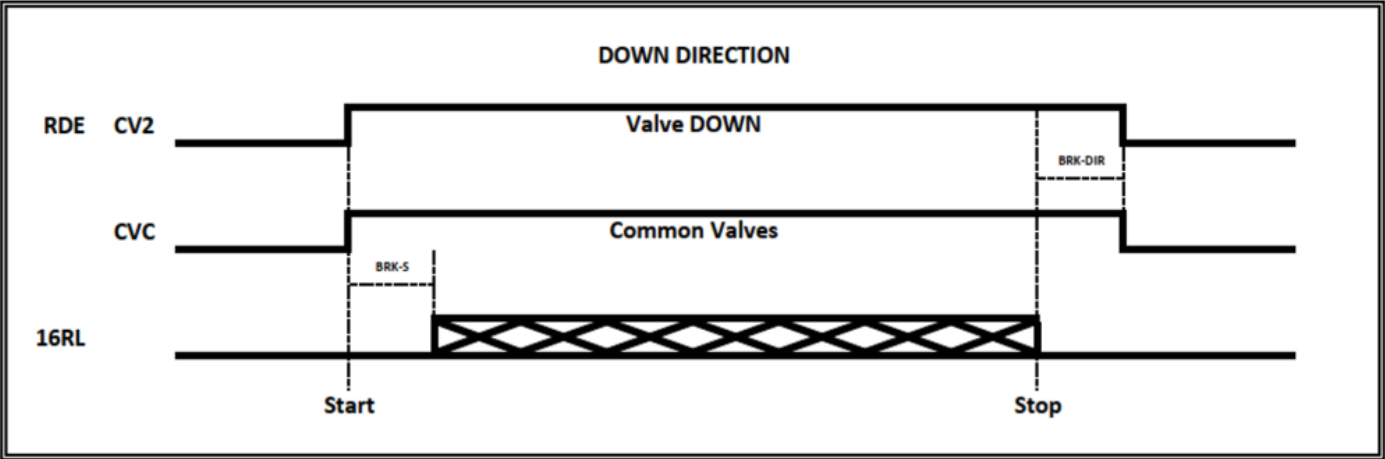 DOWN DIRECTION
RDE CV2
Valve DOWN
BRK-DIR
CVC
Common Valves
BRK-S
16RL
Start Stop